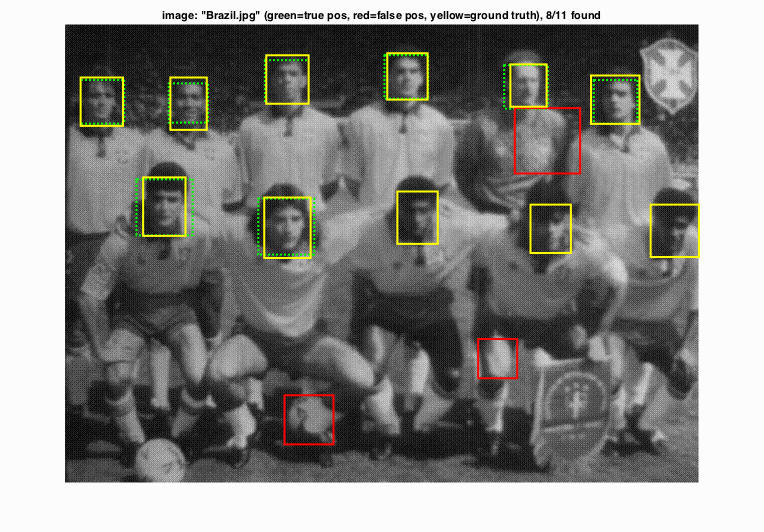 image: "Brazil.jpg" (green=true pos, red=false pos, yellow=ground truth), 8/11 found